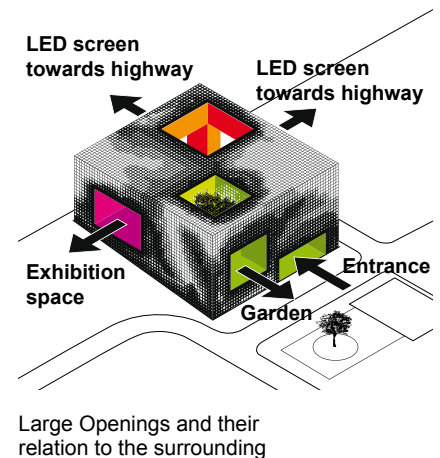 LED screen
towards highway
LED screen
towards highway
Exhibition
space
Entrance
Garden
Large Openings and their
relation to the surrounding